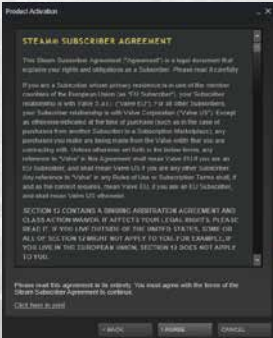 Product Activation
STEAM® SUBSCRIBER AGREEMENT
This Steam Subscriber Agreement ("Agreement") is a legal document that
explains your rights and obligations as a Subscriber. Please read it carefully.
If you are a Subscriber whose primary residence is in one of the member
countries of the European Union (an "EU Subscriber"), your Subscriber
relationship is with Valve S.a.r.l. ("Valve EU"). For all other Subscribers, your
Subscriber relationship is with Valve Corporation ("Valve US"). Except
as otherwise indicated at the time of purchase (such as in the case of
purchases from another Subscriber in a Subscription Marketplace), any
purchases you make are being made from the Valve entity that you are
contracting with. Unless otherwise set forth in the below terms, any
reference to "Valve" in this Agreement shall mean Valve EU if you are an
EU Subscriber, and shall mean Valve US if you are any other Subscriber.
Any reference to "Valve" in any Rules of Use or Subscription Terms shall, if
and as the context requires, mean Valve EU, if you are an EU Subscriber,
and shall mean Valve US otherwise.
SECTION 12 CONTAINS A BINDING ARBITRATION AGREEMENT AND
CLASS ACTION WAIVER. IT AFFECTS YOUR LEGAL RIGHTS. PLEASE
READ IT. IF YOU LIVE OUTSIDE OF THE UNITED STATES, SOME OR
ALL OF SECTION 12 MIGHT NOT APPLY TO YOU. FOR EXAMPLE, IF
YOU LIVE IN THE EUROPEAN UNION, SECTION 12 DOES NOT APPLY
TO YOU.
Please read this agreement in its entirety. You must agree with the terms of the
Steam Subscriber Agreement to continue.
Click here to print
< BACK I AGREE CANCEL